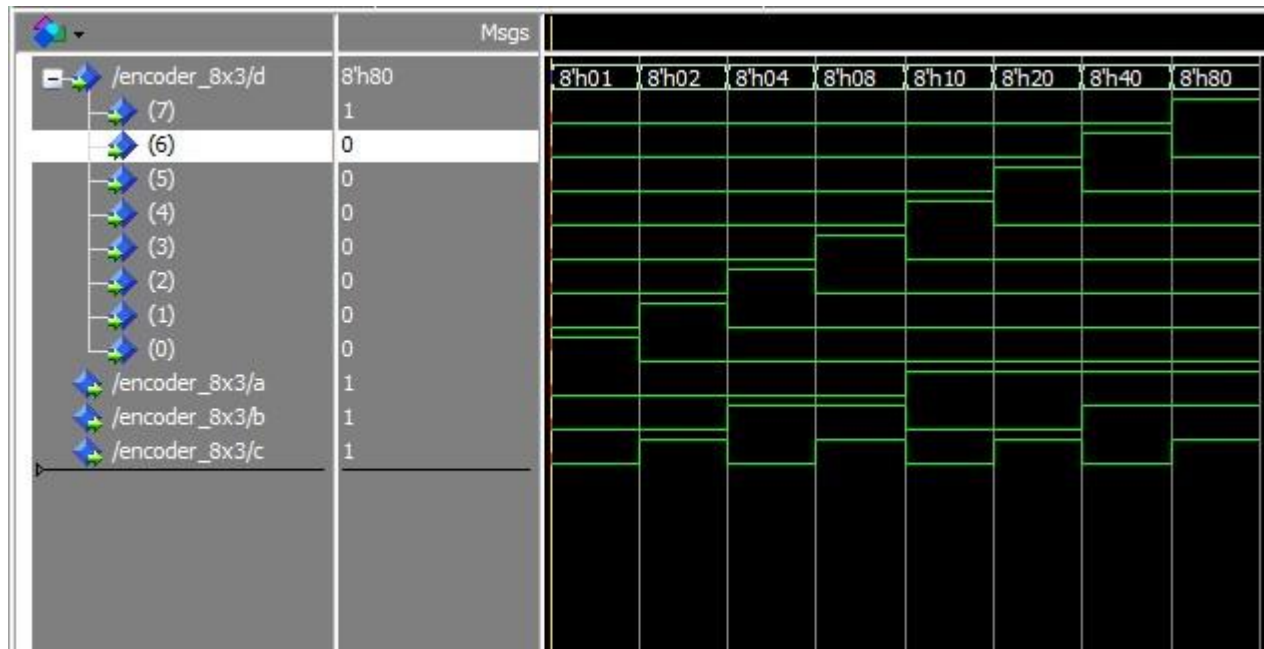 Msgs
/encoder_8x3/d 8'h80 8'h01 8'h02 8'h04 8'h08 8'h10 8'h20 8'h40 8'h80
(7) 1
(6) 0
(5) 0
(4) 0
(3) 0
(2) 0
(1) 0
(0) 0
/encoder_8x3/a 1
/encoder_8x3/b 1
/encoder_8x3/c 1